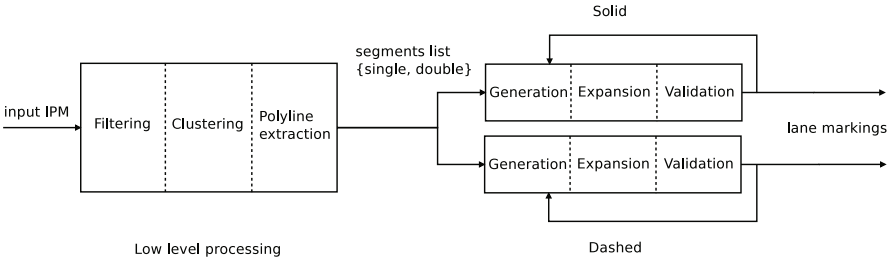 Solid
segments list
{single, double}
input IPM
Filtering
Clustering
Polyline
extraction
Generation
Expansion
Validation
lane markings
Generation
Expansion
Validation
Low level processing
Dashed